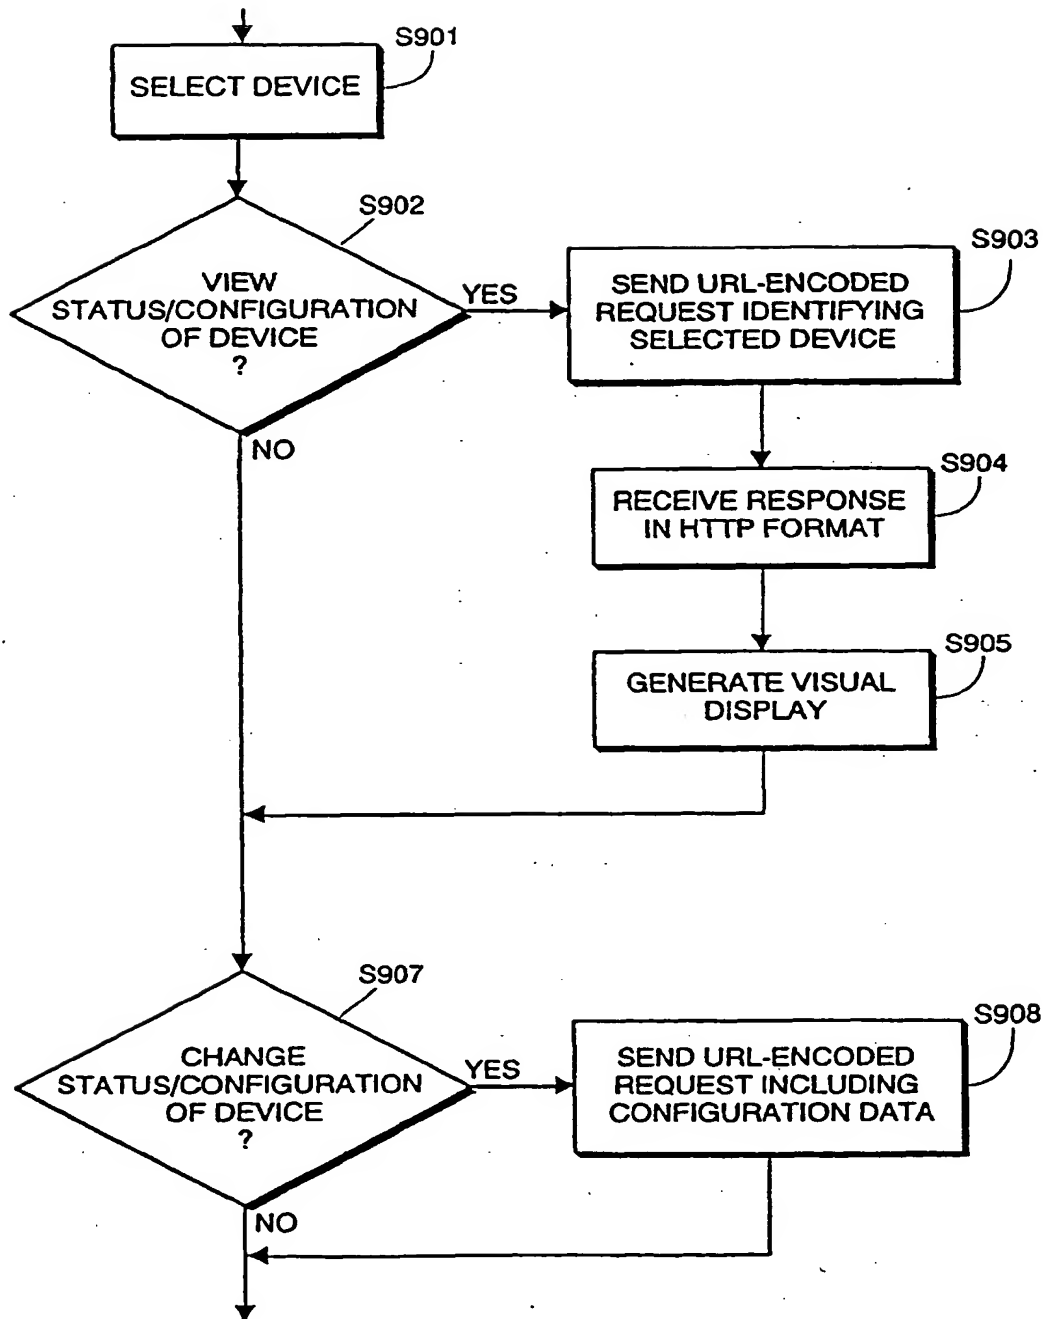 S901
SELECT DEVICE
S902
VIEW
STATUS/CONFIGURATION
OF DEVICE
?
YES
NO
S903
SEND URL-ENCODED
REQUEST IDENTIFYING
SELECTED DEVICE
S904
RECEIVE RESPONSE
IN HTTP FORMAT
S905
GENERATE VISUAL
DISPLAY
S907
CHANGE
STATUS/CONFIGURATION
OF DEVICE
?
YES
NO
S908
SEND URL-ENCODED
REQUEST INCLUDING
CONFIGURATION DATA